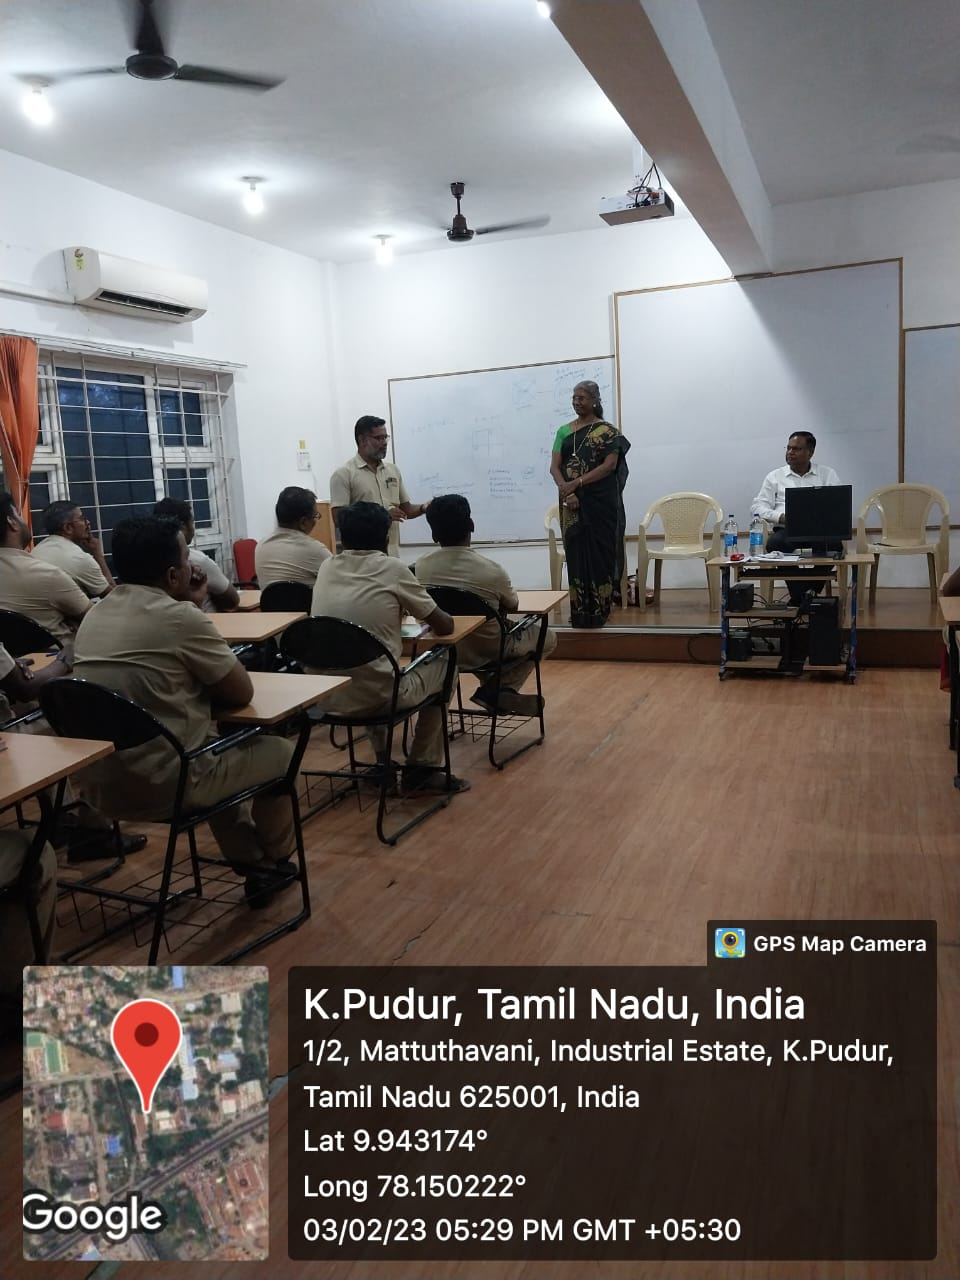 GPS Map Camera
K.Pudur, Tamil Nadu, India
1/2, Mattuthavani, Industrial Estate, K.Pudur,
Tamil Nadu 625001, India
Lat 9.943174°
Long 78.150222°
03/02/23 05:29 PM GMT +05:30
Google